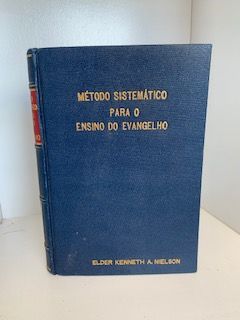 MÉTODO SISTEMÁTICO
PARA O
ENSINO DO EVANGELHO
ELDER KENNETH A. NIELSON